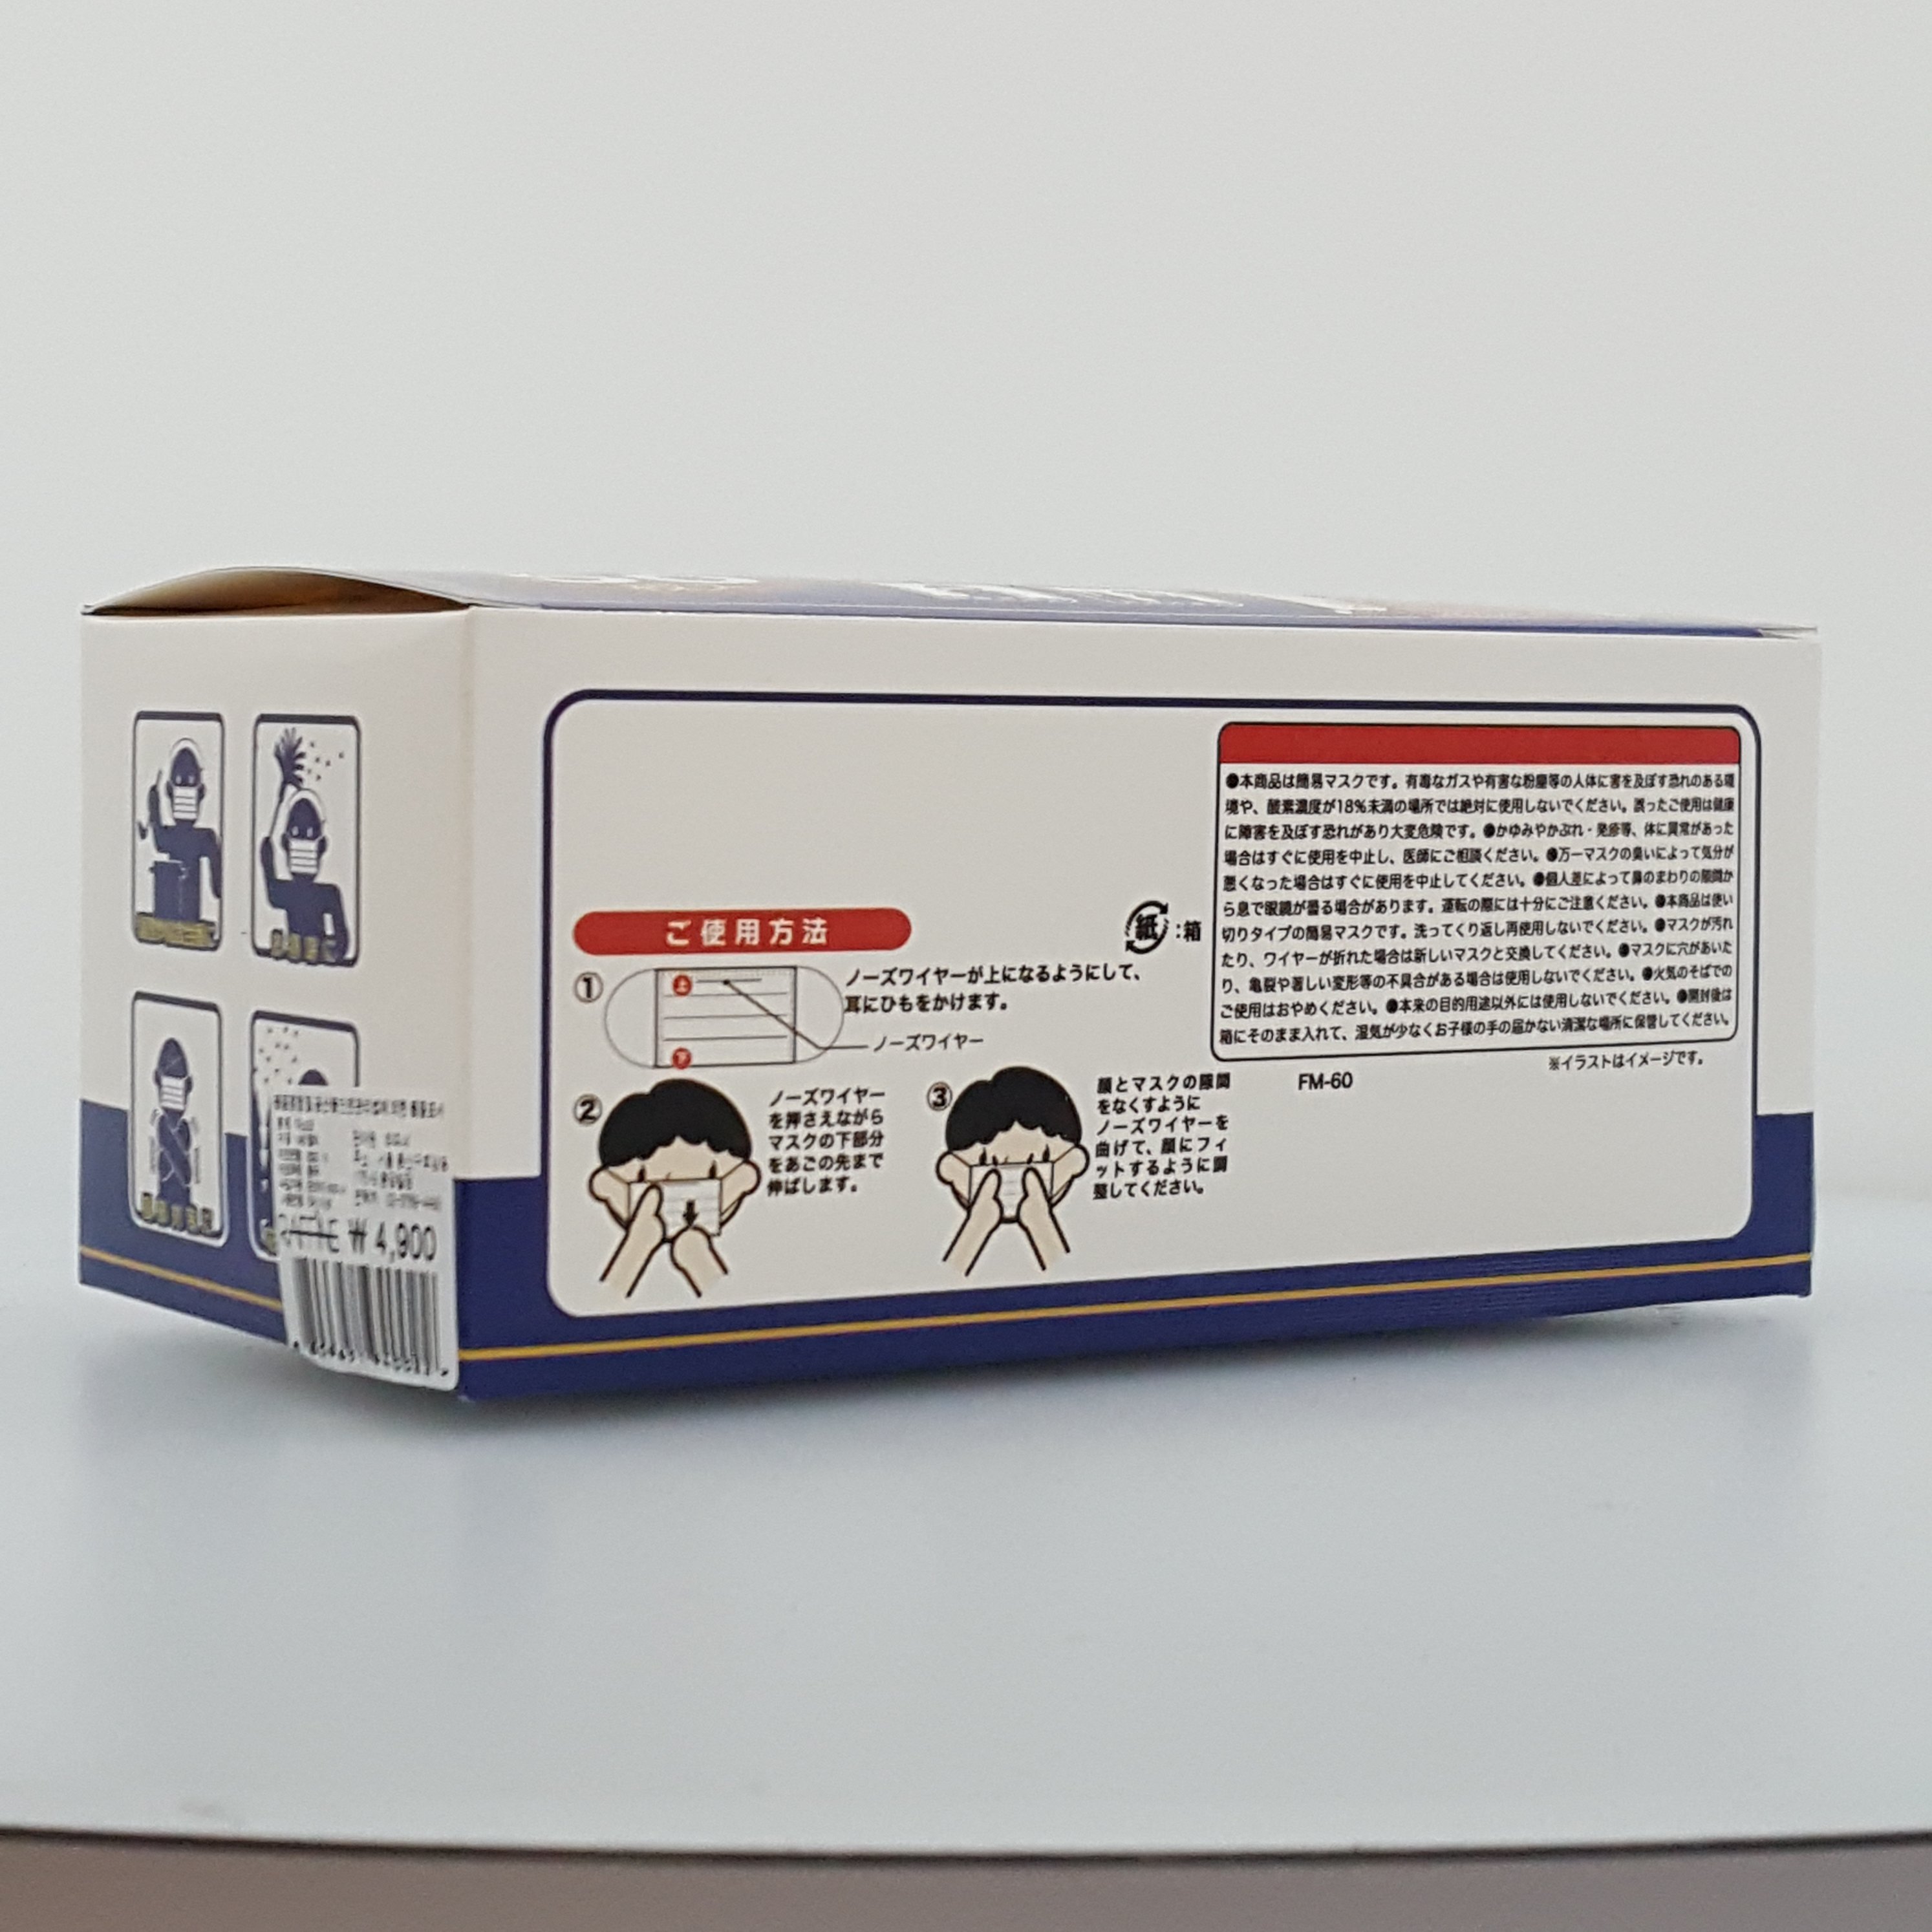 ご使用方法
①
上
下
ノーズワイヤーが上になるようにして、
耳にひもをかけます。
ノーズワイヤー
②
ノーズワイヤー
を押さえながら
マスクの下部分
をあごの先まで
伸ばします。
③
顔とマスクの隙間
をなくすように
ノーズワイヤーを
曲げて、顔にフィ
ットするように調
整してください。
紙:箱
●本商品は簡易マスクです。有毒なガスや有害な粉塵等の人体に害を及ぼす恐れのある環
境や、酸素濃度が18%未満の場所では絶対に使用しないでください。誤ったご使用は健康
に障害を及ぼす恐れがあり大変危険です。●かゆみやかぶれ・発疹等、体に異常があった
場合はすぐに使用を中止し、医師にご相談ください。●万一マスクの臭いによって気分が
悪くなった場合はすぐに使用を中止してください。●個人差によって鼻のまわりの隙間か
ら息で眼鏡が曇る場合があります。運転の際には十分にご注意ください。●本商品は使い
切りタイプの簡易マスクです。洗ってくり返し再使用しないでください。●マスクが汚れ
たり、ワイヤーが折れた場合は新しいマスクと交換してください。●マスクに穴があいた
り、亀裂や著しい変形等の不具合がある場合は使用しないでください。●火気のそばでの
ご使用はおやめください。●本来の目的用途以外には使用しないでください。●開封後は
箱にそのまま入れて、湿気が少なくお子様の手の届かない清潔な場所に保管してください。
※イラストはイメージです。
FM-60
₩ 4,900